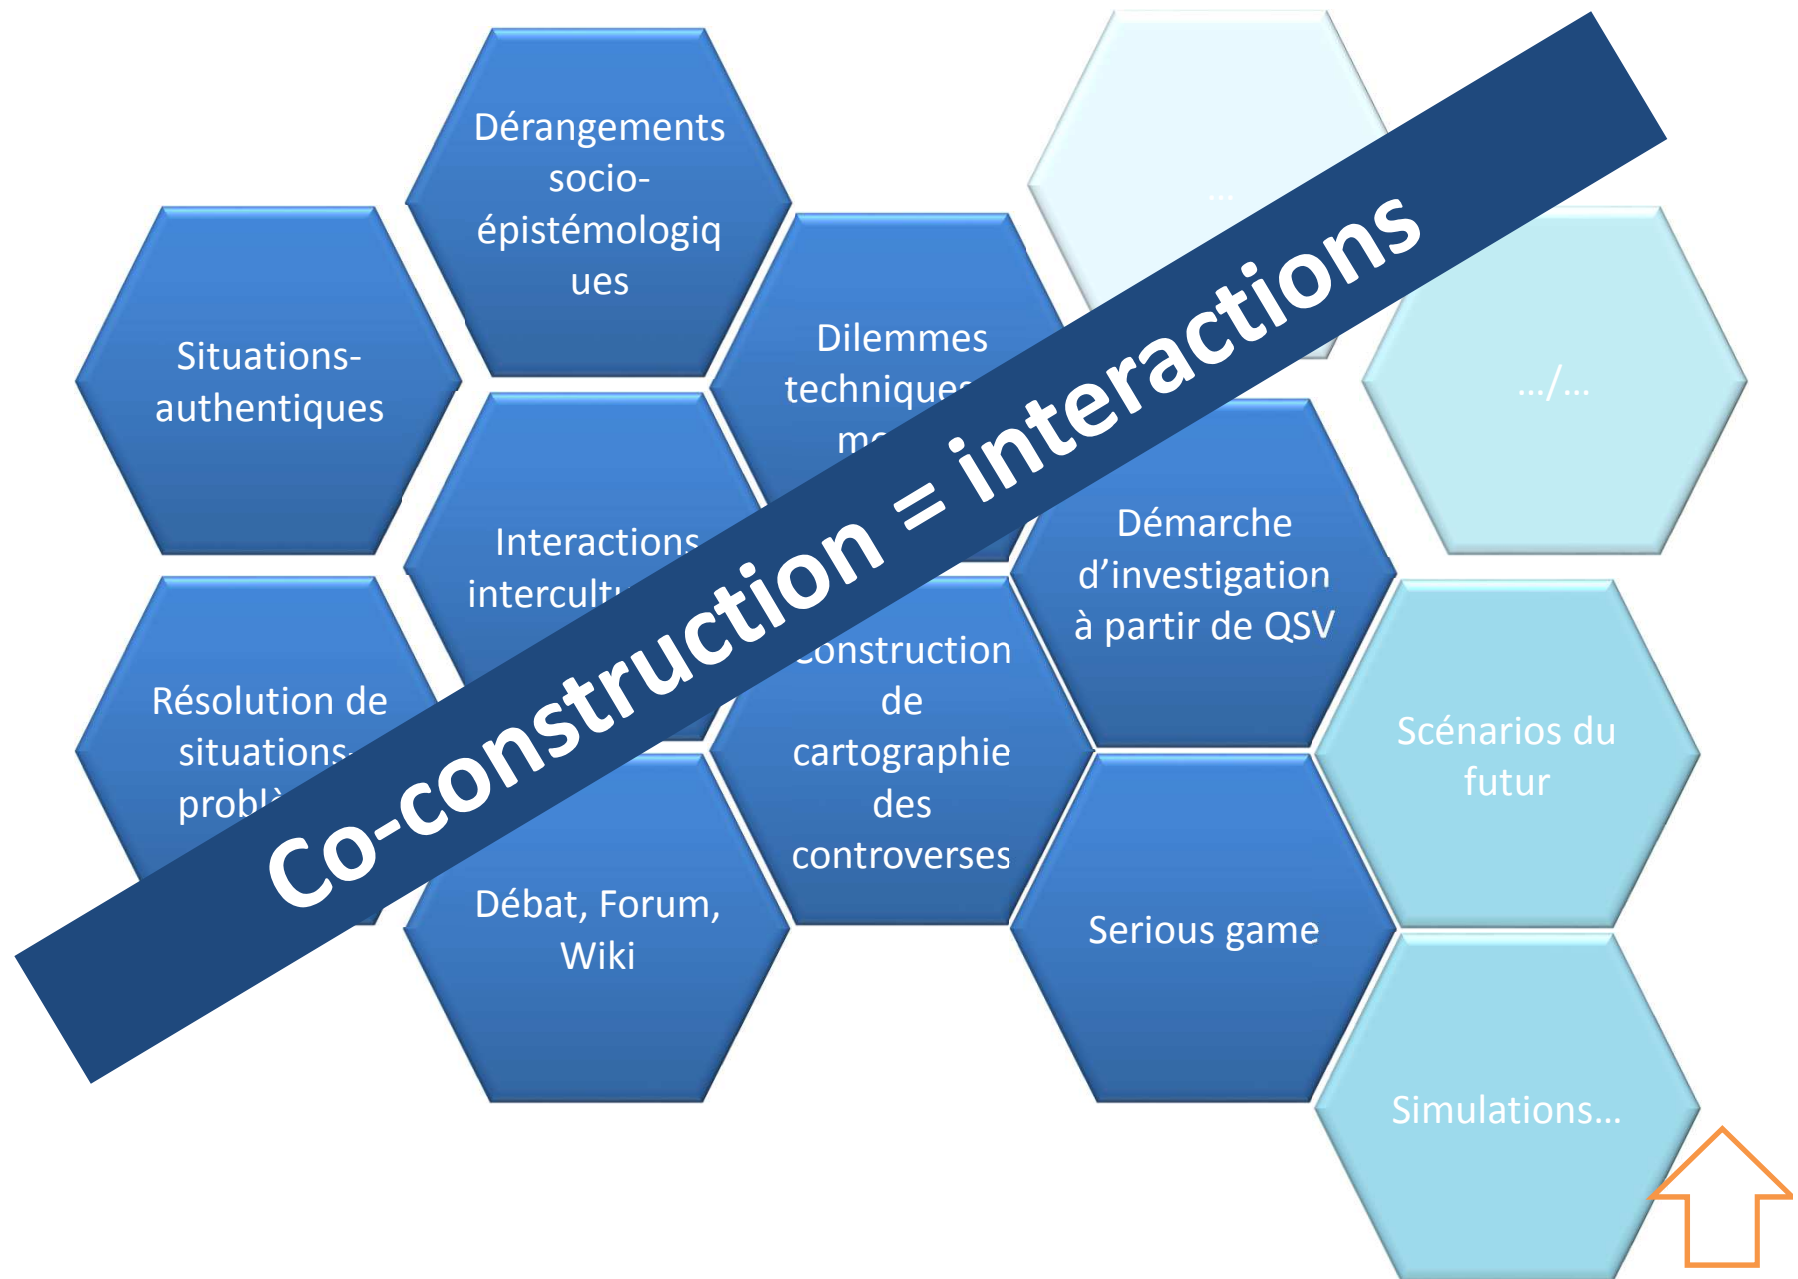 Dérangements
socio-
épistémologiq
ues
...
Situations-
authentiques
Dilemmes
.../...
Interactions
Démarche
d’investigation
à partir de QSV
Résolution de
situations-
de
cartographie
des
controverses
Scénarios du
futur
Débat, Forum,
Wiki
Serious game
Simulations...
Co-construction = interactions